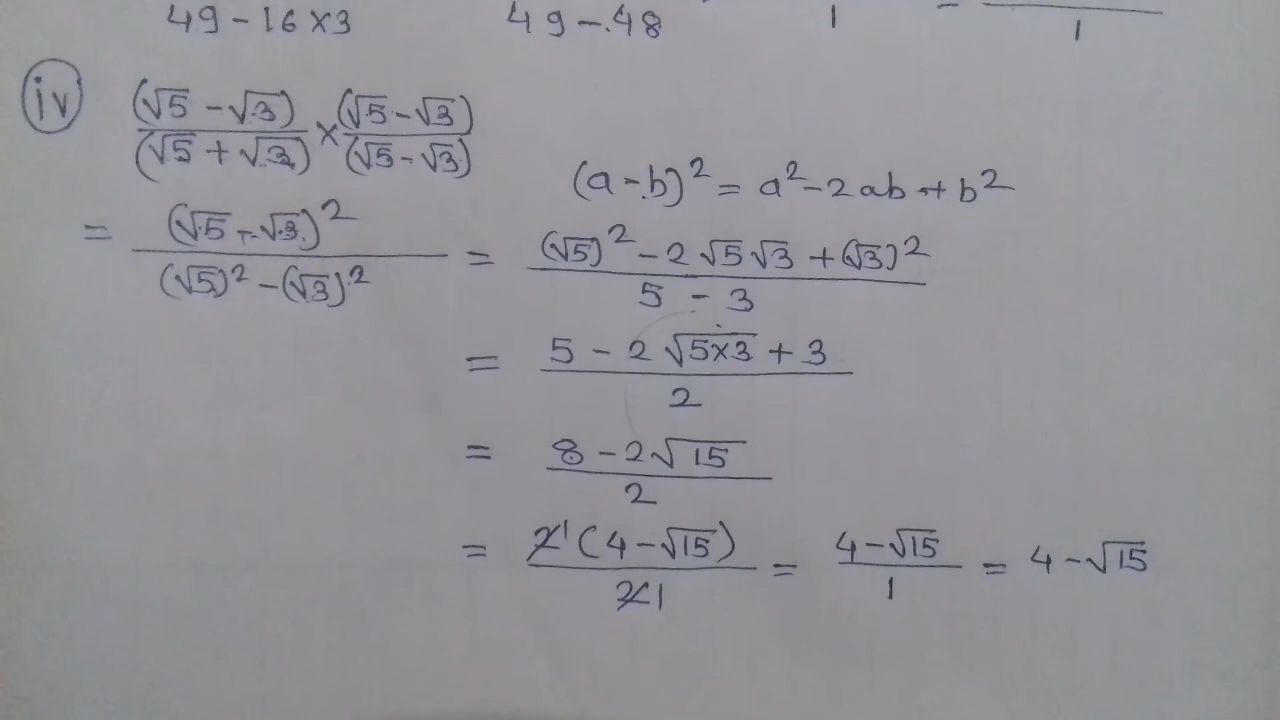 49 - 16 × 3    49 - 48    1    - 1
(iv) (√5 - √3)/(√5 + √3) × (√5 - √3)/(√5 - √3)
(a - b)² = a² - 2ab + b²
= (√5 - √3)²/((√5)² - (√3)²) = ((√5)² - 2√5√3 + (√3)²)/(5 - 3)
= (5 - 2√(5×3) + 3)/2
= (8 - 2√15)/2
= 2 1 (4 - √15)/2 1 = (4 - √15)/1 = 4 - √15